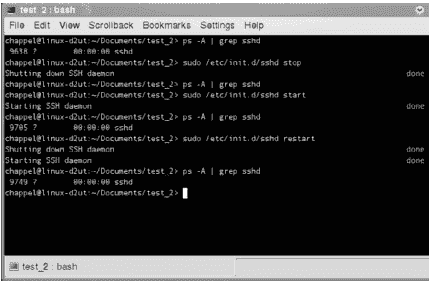 test_2 : bash
File Edit View Scrollback Bookmarks Settings Help
chappel@linux-d2ut:~/Documents/test_2> ps -A | grep sshd
9638 ? 00:00:00 sshd
chappel@linux-d2ut:~/Documents/test_2> sudo /etc/init.d/sshd stop
Shutting down SSH daemon done
chappel@linux-d2ut:~/Documents/test_2> ps -A | grep sshd
chappel@linux-d2ut:~/Documents/test_2> sudo /etc/init.d/sshd start
Starting SSH daemon done
chappel@linux-d2ut:~/Documents/test_2> ps -A | grep sshd
9705 ? 00:00:00 sshd
chappel@linux-d2ut:~/Documents/test_2> sudo /etc/init.d/sshd restart
Shutting down SSH daemon done
Starting SSH daemon done
chappel@linux-d2ut:~/Documents/test_2> ps -A | grep sshd
9749 ? 00:00:00 sshd
chappel@linux-d2ut:~/Documents/test_2>
test_2 : bash